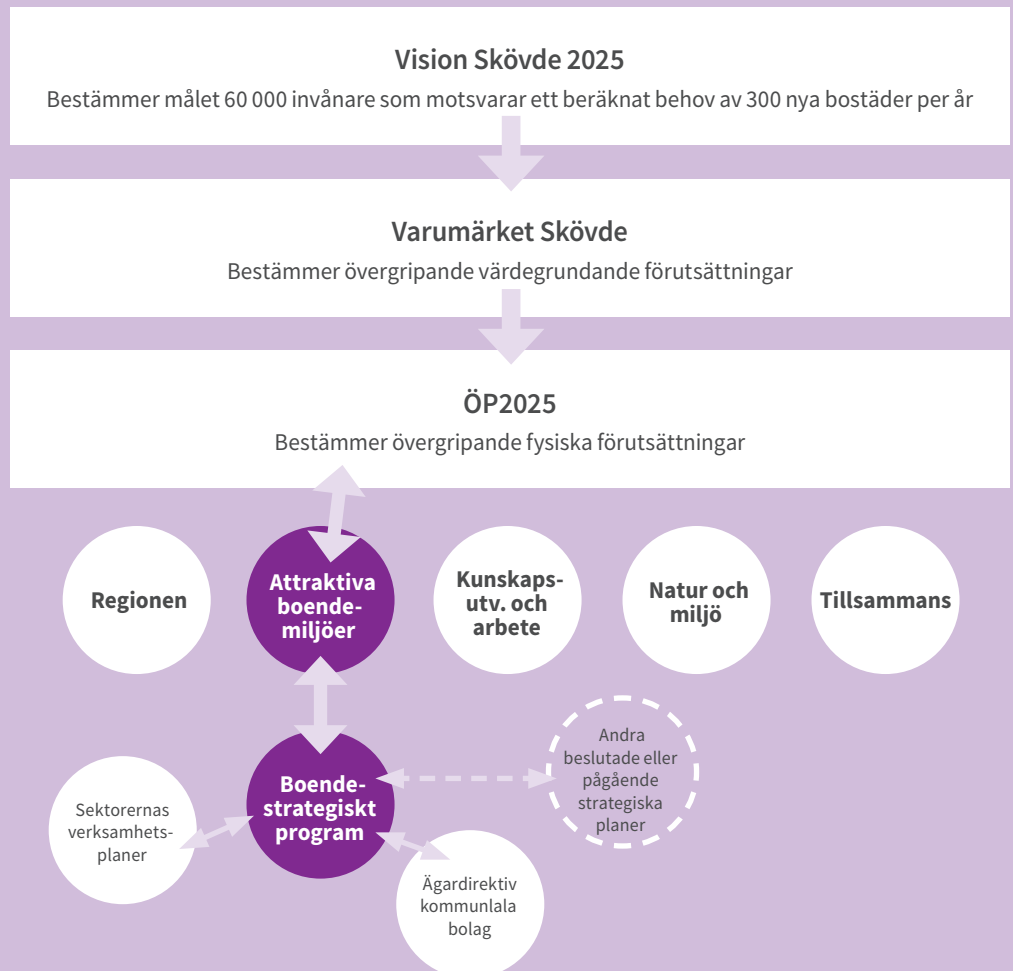 Vision Skövde 2025
Bestämmer målet 60 000 invånare som motsvarar ett beräknat behov av 300 nya bostäder per år
Varumärket Skövde
Bestämmer övergripande värdegrundande förutsättningar
ÖP2025
Bestämmer övergripande fysiska förutsättningar
Regionen
Attraktiva
boende-
miljöer
Kunskaps-
utv. och
arbete
Natur och
miljö
Tillsammans
Sektorernas
verksamhets-
planer
Boende-
strategiskt
program
Andra
beslutade eller
pågående
strategiska
planer
Ägardirektiv
kommunlala
bolag